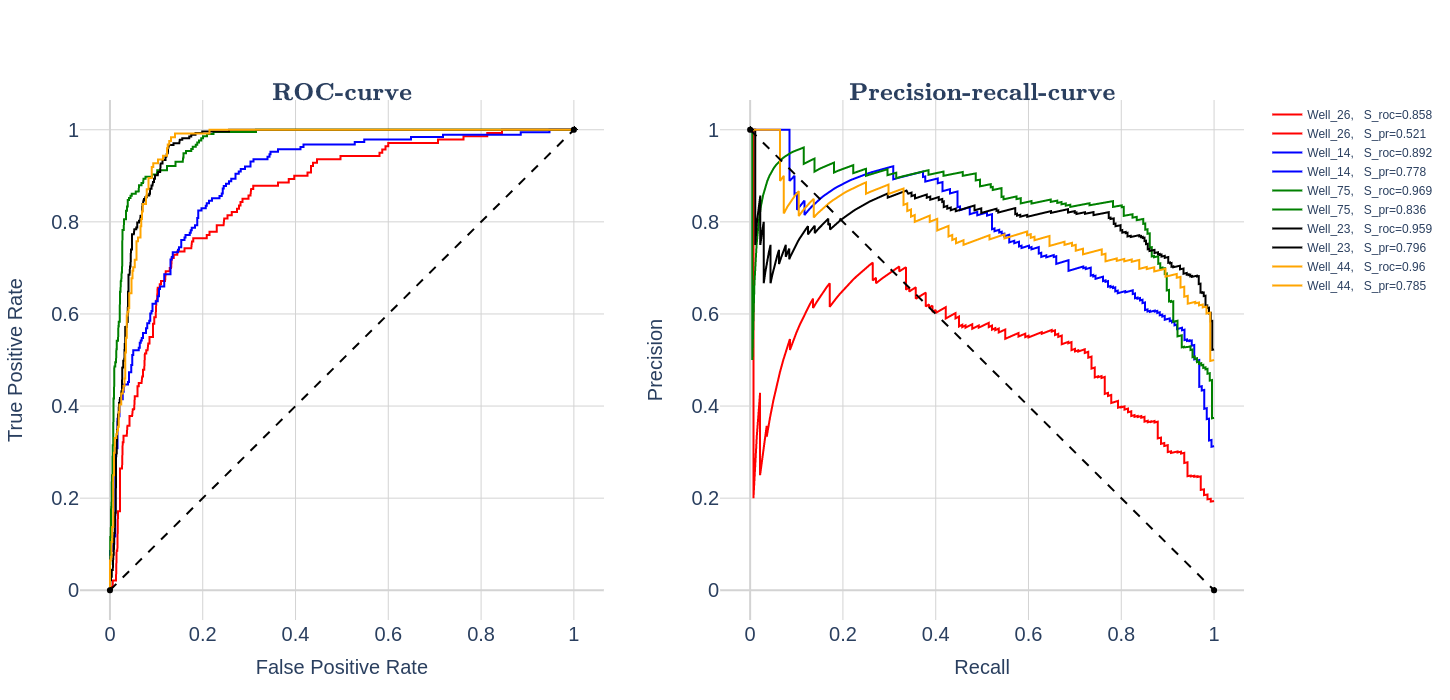 ROC-curve
1
0.8
0.6
0.4
0.2
0
0 0.2 0.4 0.6 0.8 1
True Positive Rate
False Positive Rate
Precision-recall-curve
1
0.8
0.6
0.4
0.2
0
0 0.2 0.4 0.6 0.8 1
Precision
Recall
Well_26, S_roc=0.858
Well_26, S_pr=0.521
Well_14, S_roc=0.892
Well_14, S_pr=0.778
Well_75, S_roc=0.969
Well_75, S_pr=0.836
Well_23, S_roc=0.959
Well_23, S_pr=0.796
Well_44, S_roc=0.96
Well_44, S_pr=0.785